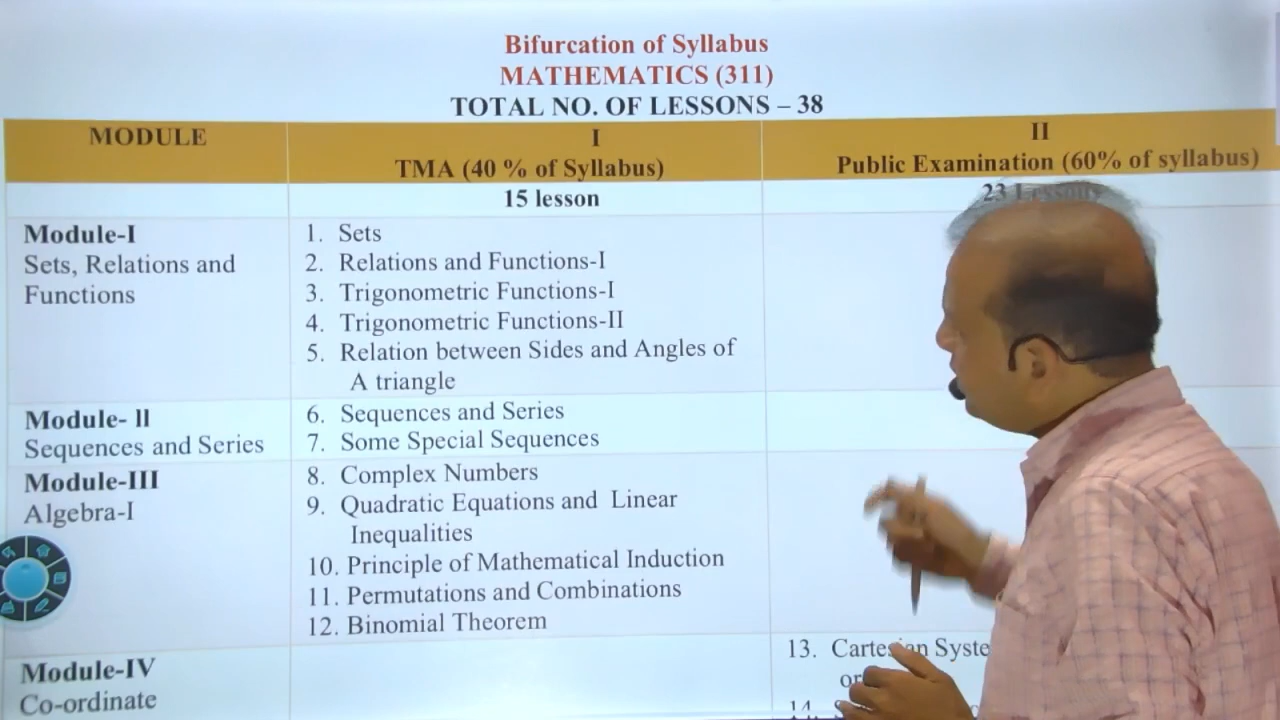 Bifurcation of Syllabus
MATHEMATICS (311)
TOTAL NO. OF LESSONS – 38
MODULE
I
TMA (40 % of Syllabus)
II
Public Examination (60% of syllabus)
15 lesson
23
Module-I
Sets, Relations and
Functions
1. Sets
2. Relations and Functions-I
3. Trigonometric Functions-I
4. Trigonometric Functions-II
5. Relation between Sides and Angles of
A triangle
Module- II
Sequences and Series
6. Sequences and Series
7. Some Special Sequences
Module-III
Algebra-I
8. Complex Numbers
9. Quadratic Equations and Linear
Inequalities
10. Principle of Mathematical Induction
11. Permutations and Combinations
12. Binomial Theorem
Module-IV
Co-ordinate
13. Cartesian Syste
14.